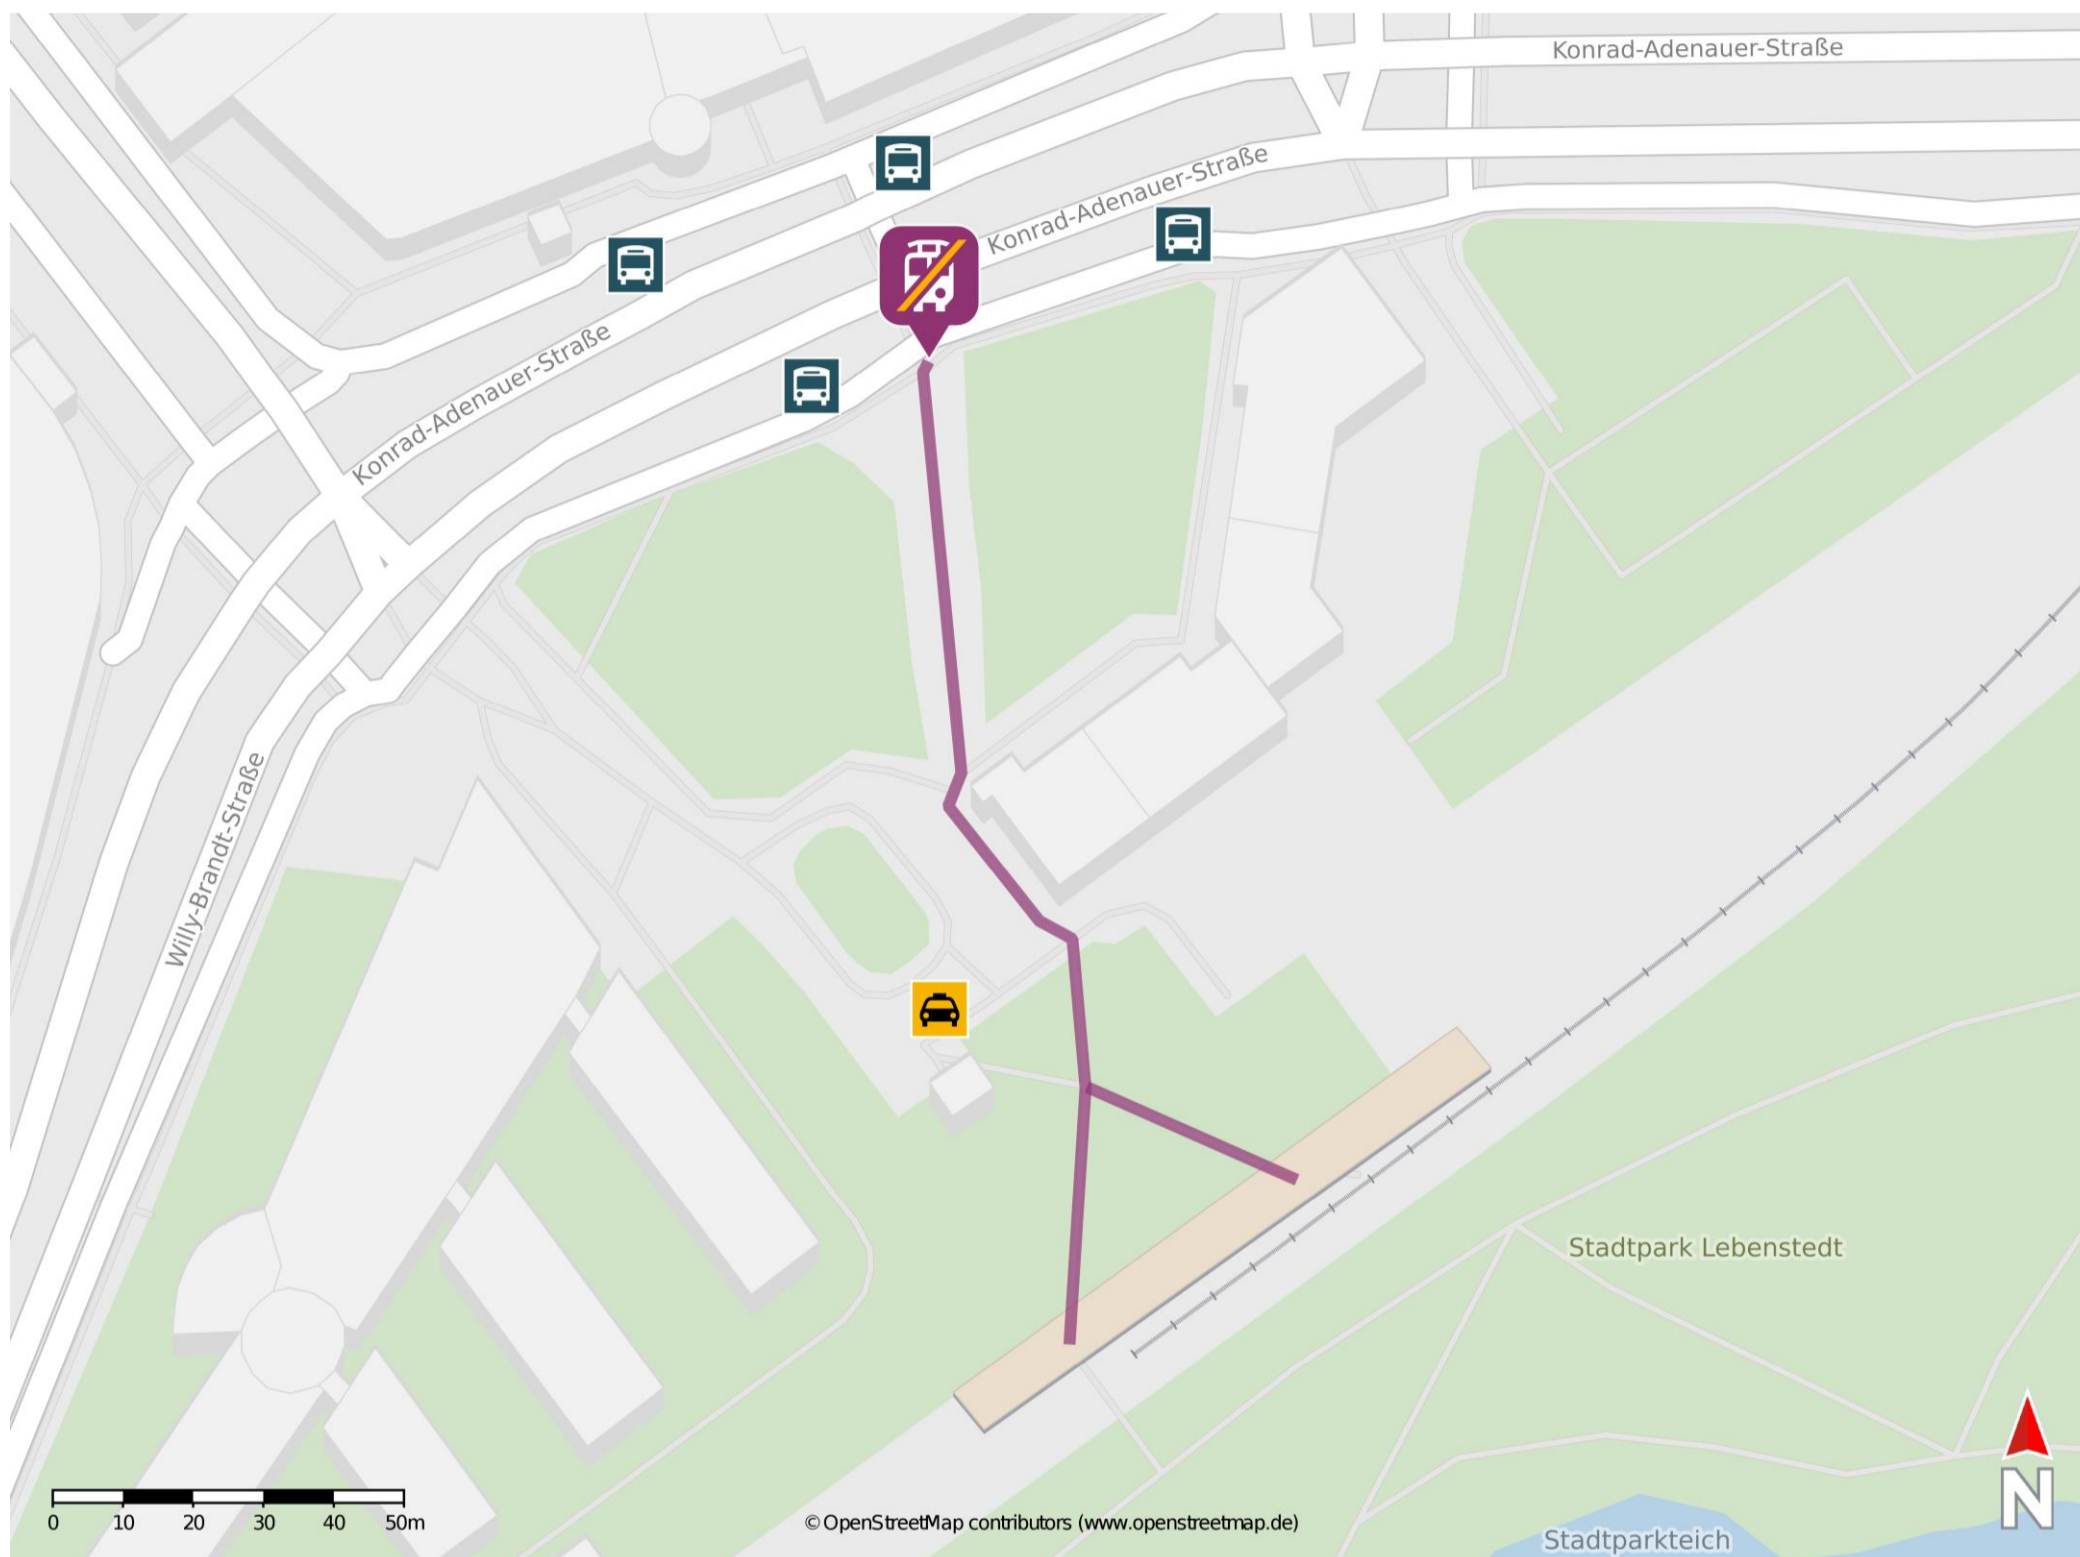 Konrad-Adenauer-Straße
Konrad-Adenauer-Straße
Konrad-Adenauer-Straße
Willy-Brandt-Straße
Stadtpark Lebenstedt
0 10 20 30 40 50m
© OpenStreetMap contributors (www.openstreetmap.de)
N
Stadtparkteich